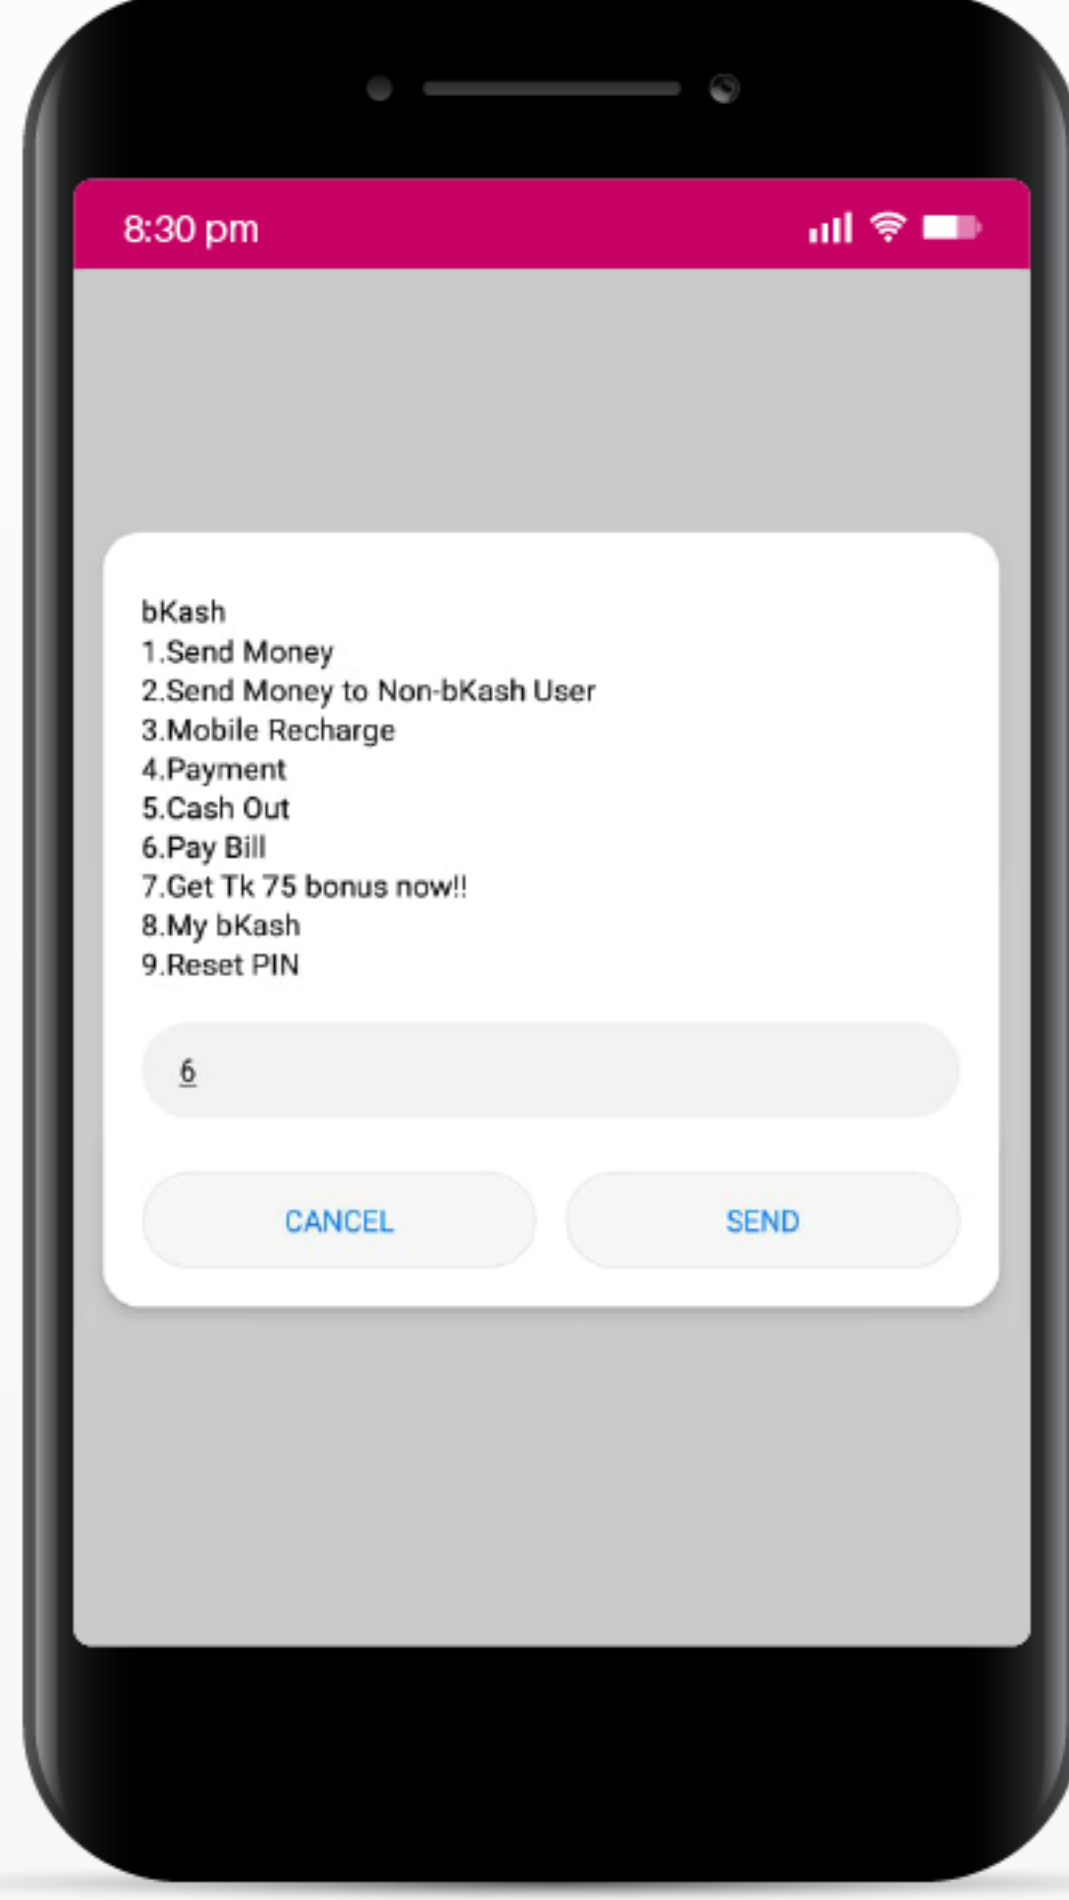 8:30 pm
bKash
1.Send Money
2.Send Money to Non-bKash User
3.Mobile Recharge
4.Payment
5.Cash Out
6.Pay Bill
7.Get Tk 75 bonus now!!
8.My bKash
9.Reset PIN
6
CANCEL SEND